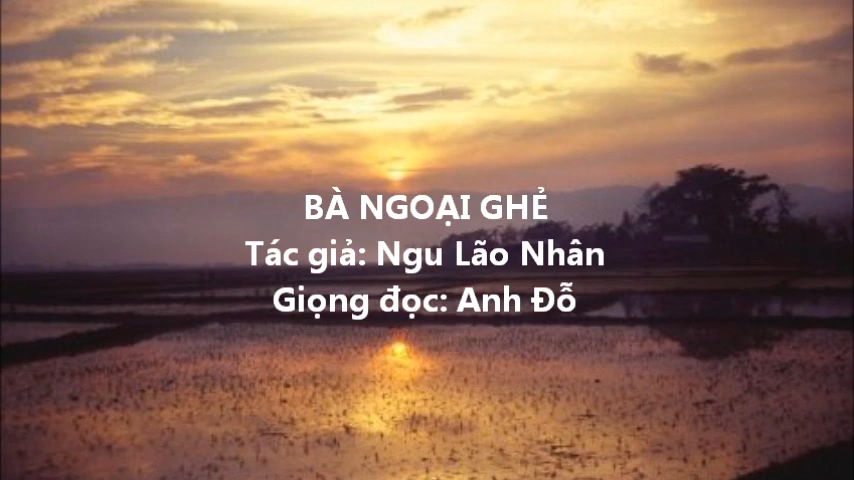 BÀ NGOẠI GHẺ
Tác giả: Ngu Lão Nhân
Giọng đọc: Anh Đỗ